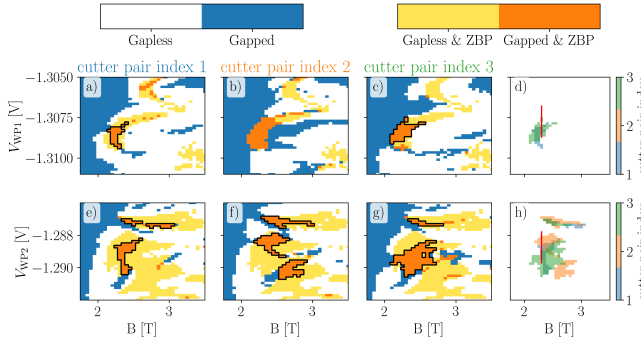 Gapless Gapped Gapless & ZBP Gapped & ZBP
cutter pair index 1 cutter pair index 2 cutter pair index 3
a) b) c) d)
−1.3050
−1.3075
−1.3100
V_WP1 [V]
3
2
1
e) f) g) h)
−1.288
−1.290
V_WP2 [V]
3
2
1
2 3 2 3 2 3 2 3
B [T] B [T] B [T] B [T]